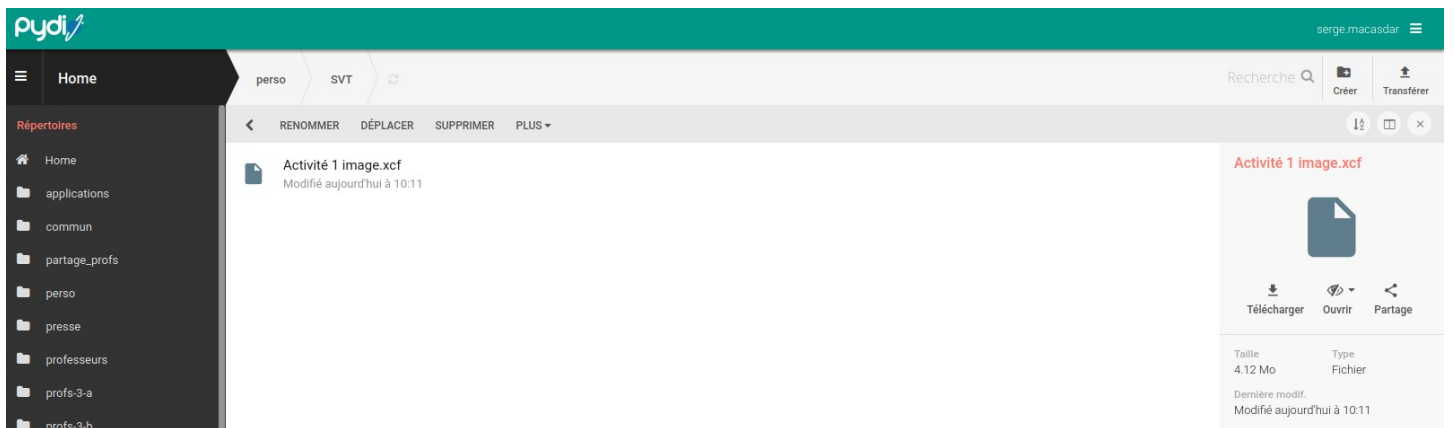 pydi
serge.macasdar
Home
perso
SVT
Recherche
Créer
Transférer
Répertoires
Home
applications
commun
partage_profs
perso
presse
professeurs
profs-3-a
profs-3-b
RENOMMER DÉPLACER SUPPRIMER PLUS
Activité 1 image.xcf
Modifié aujourd'hui à 10:11
Activité 1 image.xcf
Télécharger Ouvrir Partage
Taille Type
4.12 Mo Fichier
Dernière modif.
Modifié aujourd'hui à 10:11